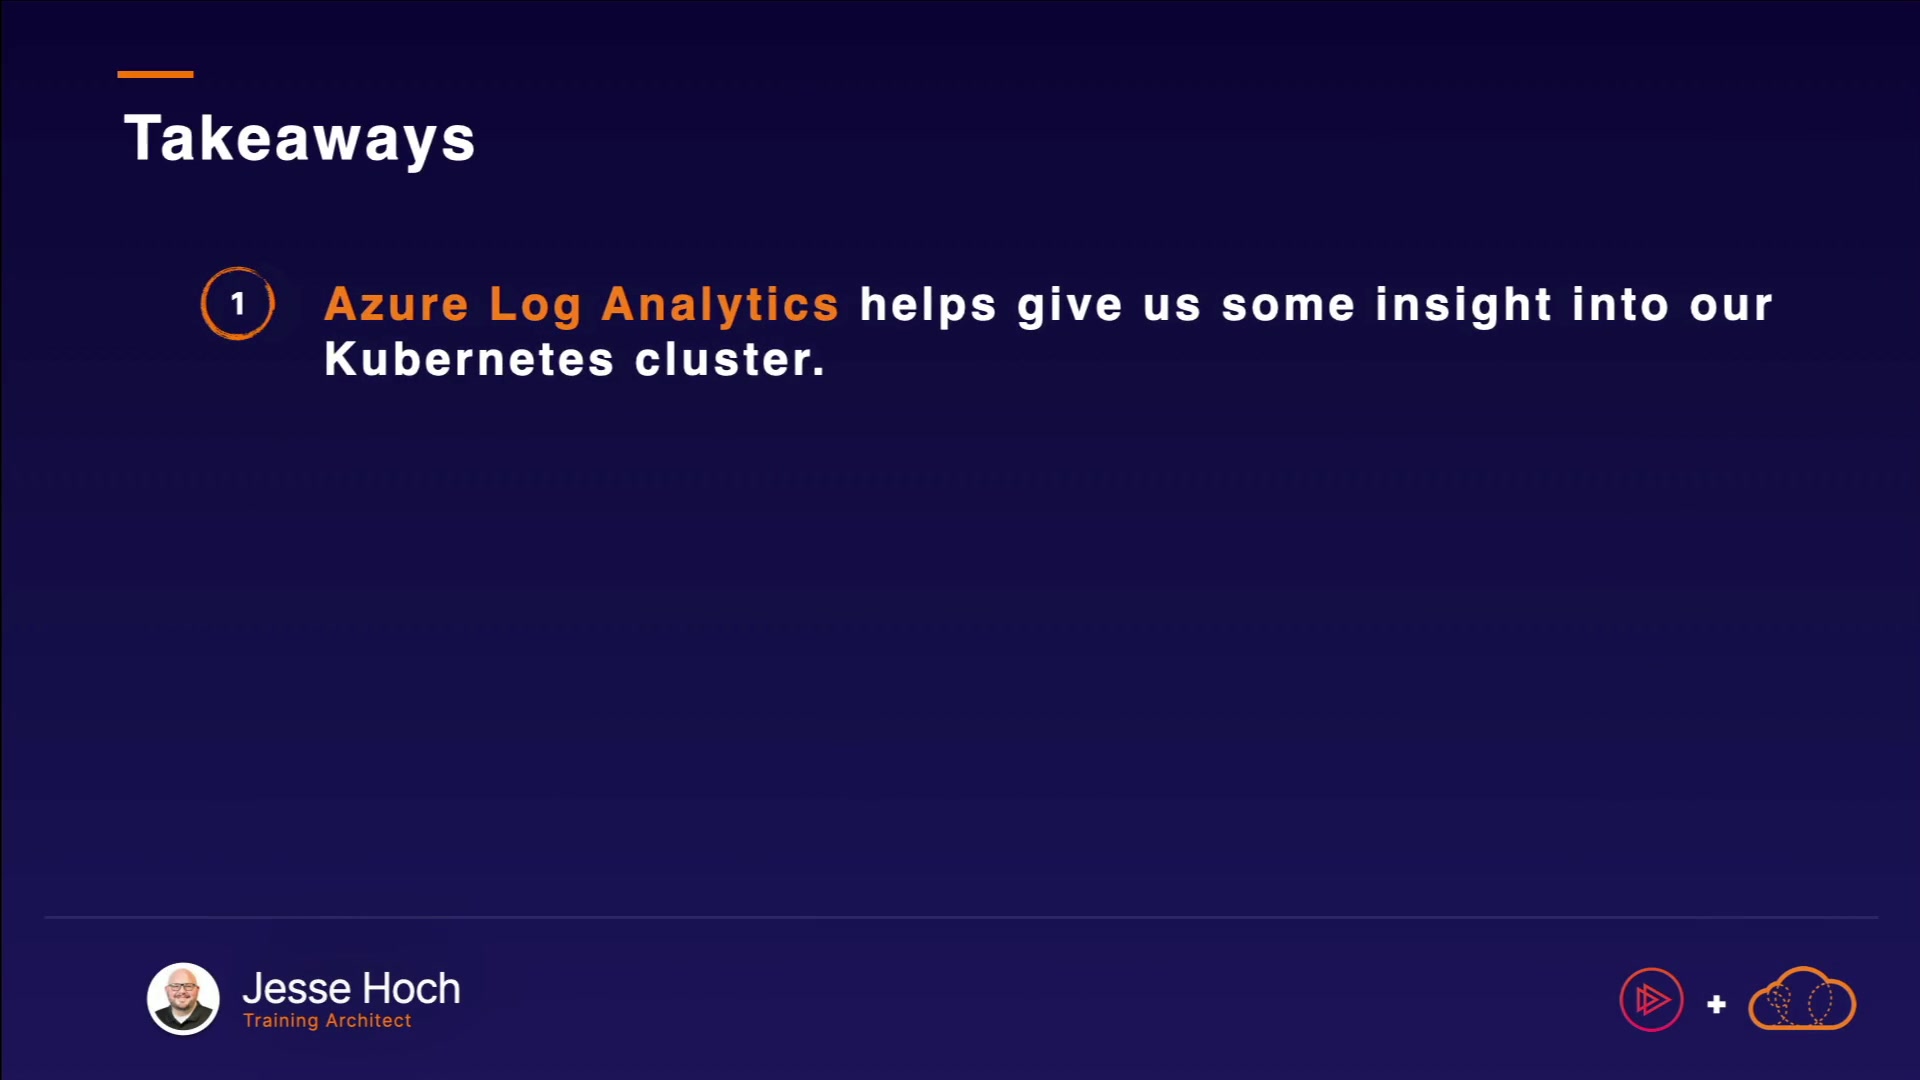 Takeaways
1
Azure Log Analytics helps give us some insight into our
Kubernetes cluster.
Jesse Hoch
Training Architect
+